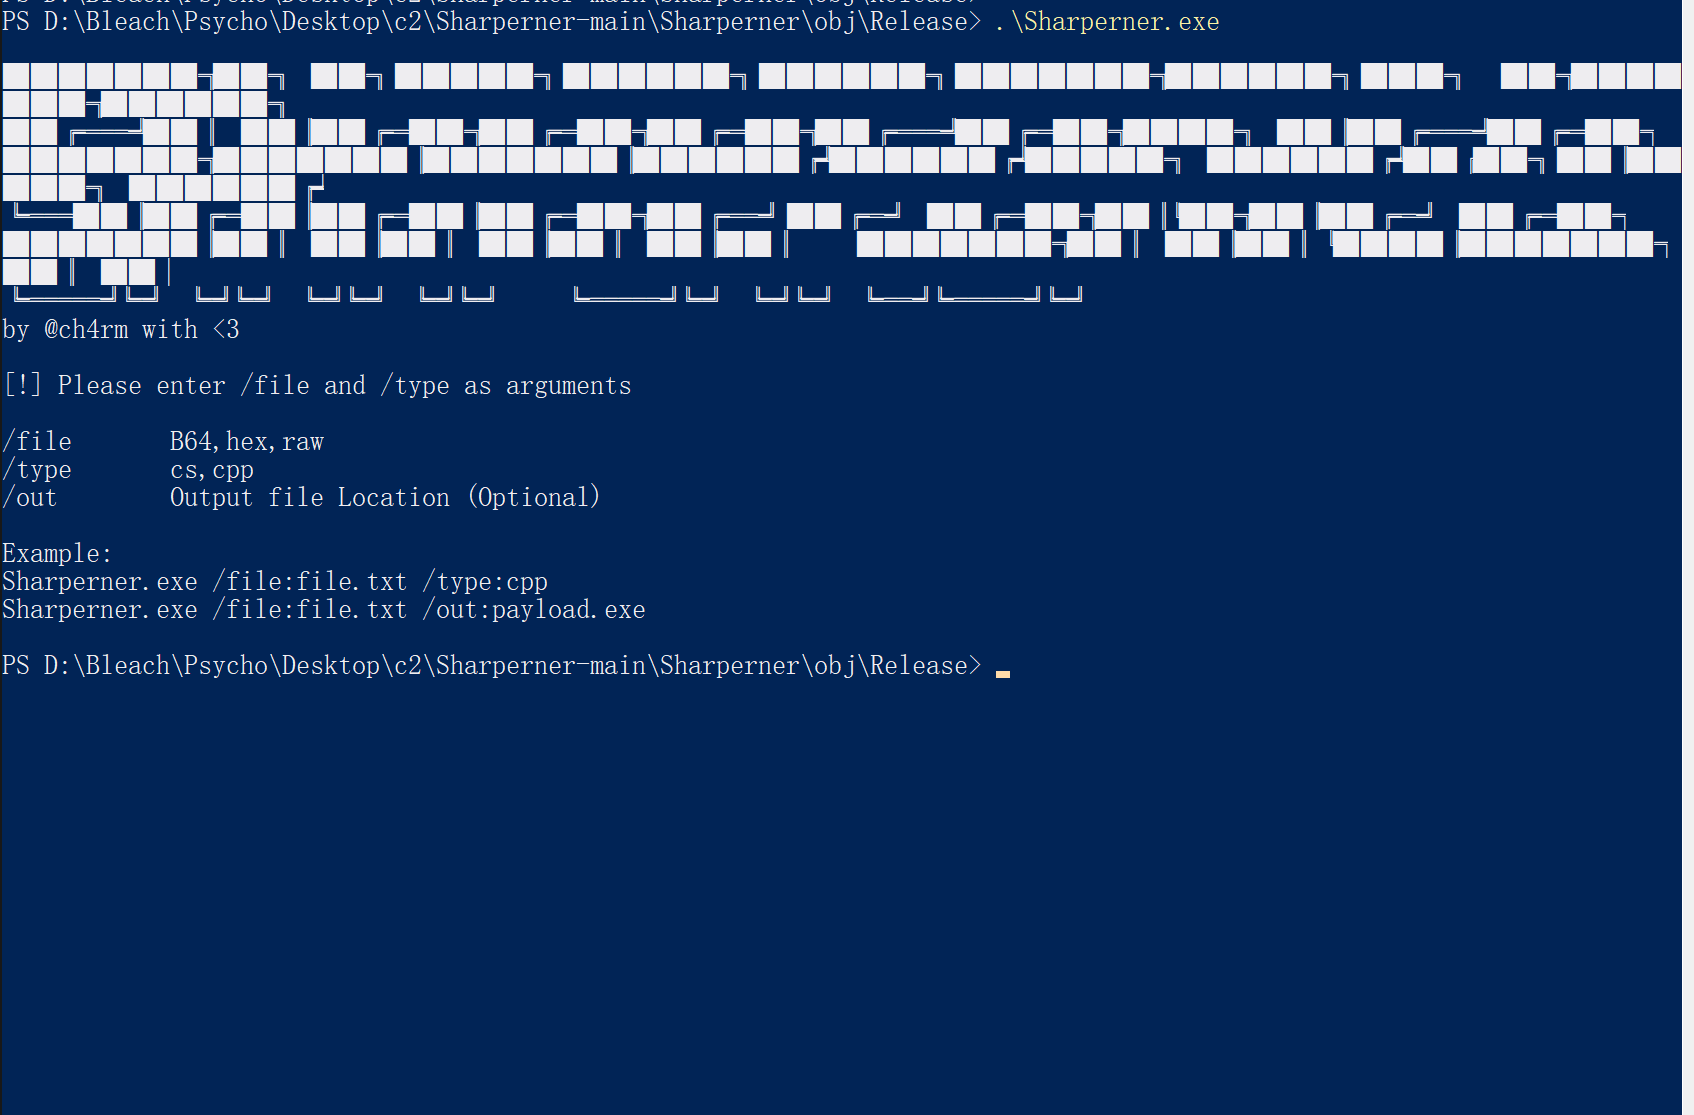 PS D:\Bleach\Psycho\Desktop\c2\Sharperner-main\Sharperner\obj\Release> .\Sharperner.exe
by @ch4rm with <3
[!] Please enter /file and /type as arguments
/file B64,hex,raw
/type cs,cpp
/out Output file Location (Optional)
Example:
Sharperner.exe /file:file.txt /type:cpp
Sharperner.exe /file:file.txt /out:payload.exe
PS D:\Bleach\Psycho\Desktop\c2\Sharperner-main\Sharperner\obj\Release>